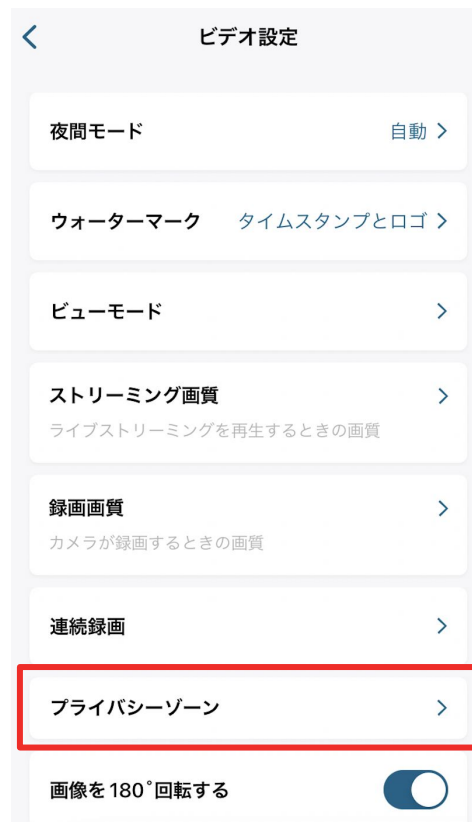 ビデオ設定
夜間モード 自動
ウォーターマーク タイムスタンプとロゴ
ビューモード
ストリーミング画質
ライブストリーミングを再生するときの画質
録画画質
カメラが録画するときの画質
連続録画
プライバシーゾーン
画像を180°回転する